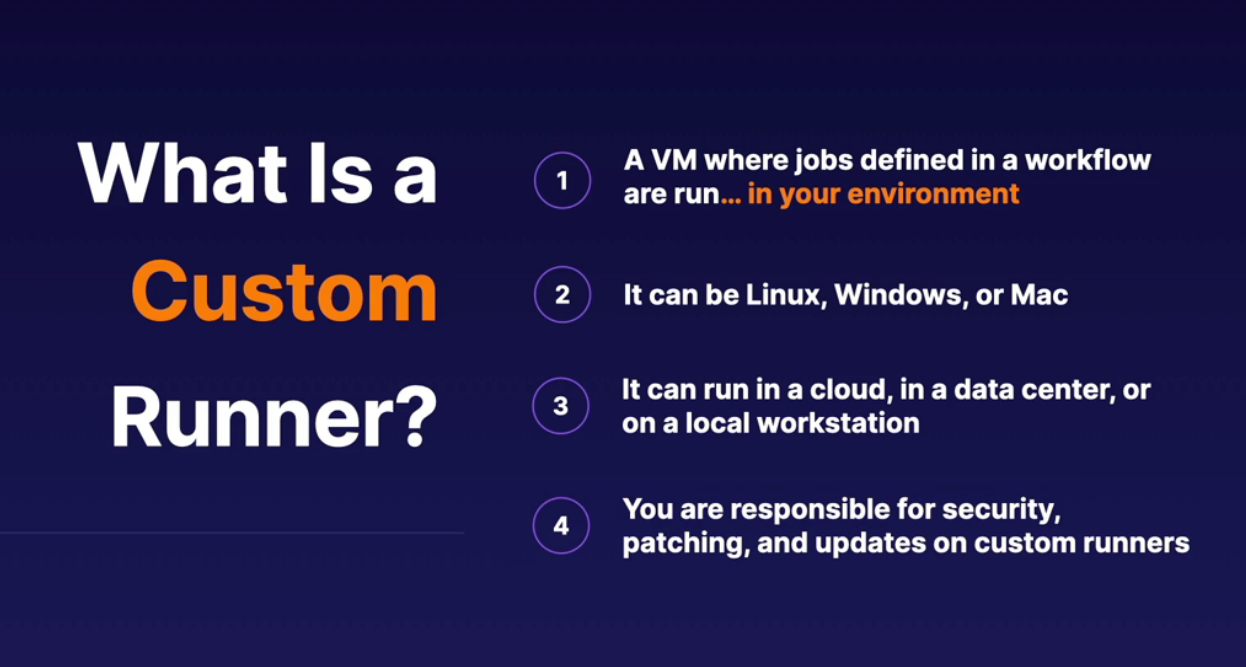 What Is a
Custom
Runner?
1
A VM where jobs defined in a workflow
are run... in your environment
2
It can be Linux, Windows, or Mac
3
It can run in a cloud, in a data center, or
on a local workstation
4
You are responsible for security,
patching, and updates on custom runners